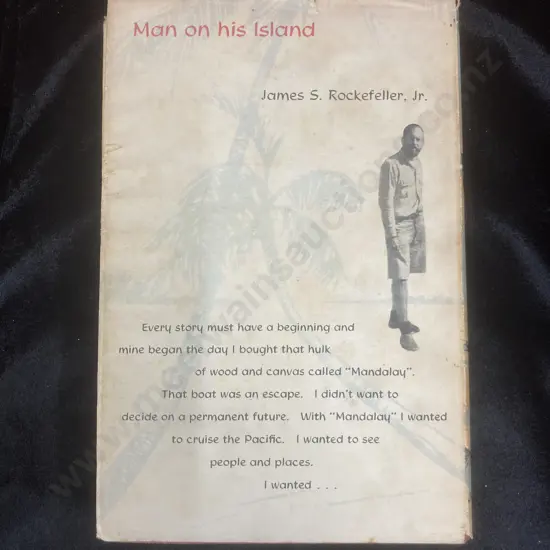 Man on his Island
James S. Rockefeller, Jr.
Every story must have a beginning and
mine began the day I bought that hulk
of wood and canvas called "Mandalay".
That boat was an escape. I didn't want to
decide on a permanent future. With "Mandalay" I wanted
to cruise the Pacific. I wanted to see
people and places.
I wanted . . .